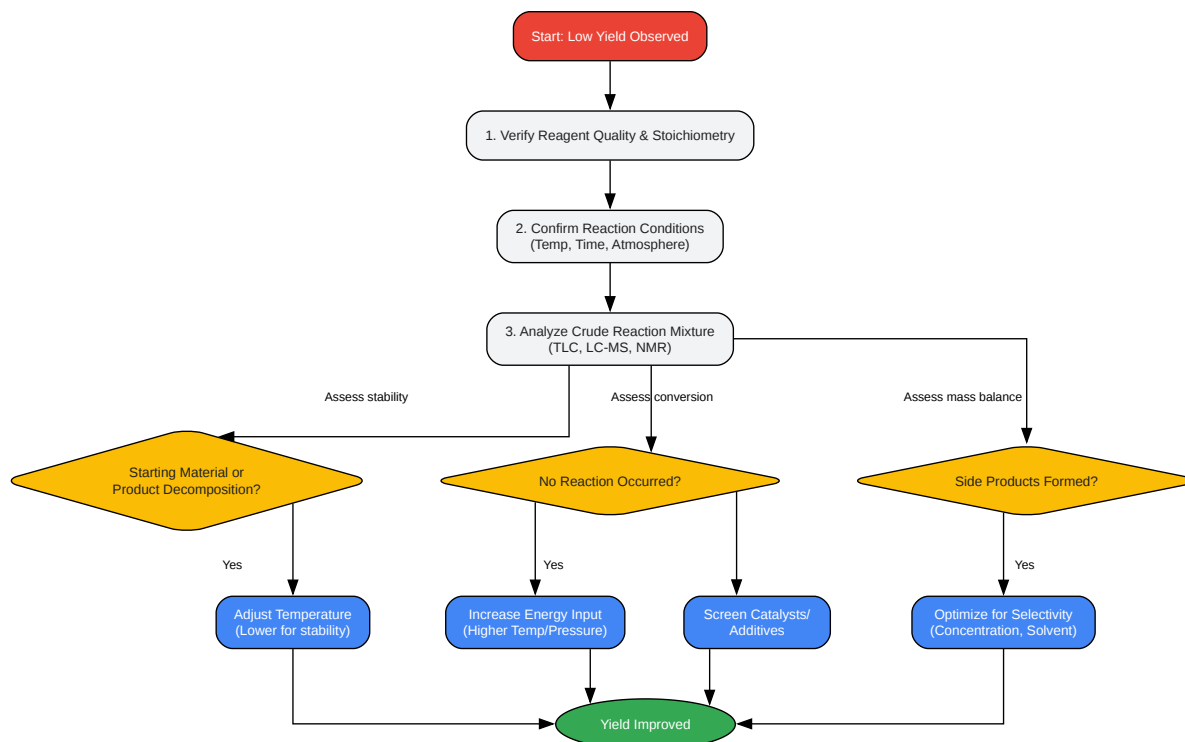 Start: Low Yield Observed
1. Verify Reagent Quality & Stoichiometry
2. Confirm Reaction Conditions
(Temp, Time, Atmosphere)
3. Analyze Crude Reaction Mixture
(TLC, LC-MS, NMR)
Assess stability
Assess conversion
Assess mass balance
Starting Material or
Product Decomposition?
No Reaction Occurred?
Side Products Formed?
Yes
Yes
Yes
Adjust Temperature
(Lower for stability)
Increase Energy Input
(Higher Temp/Pressure)
Screen Catalysts/
Additives
Optimize for Selectivity
(Concentration, Solvent)
Yield Improved